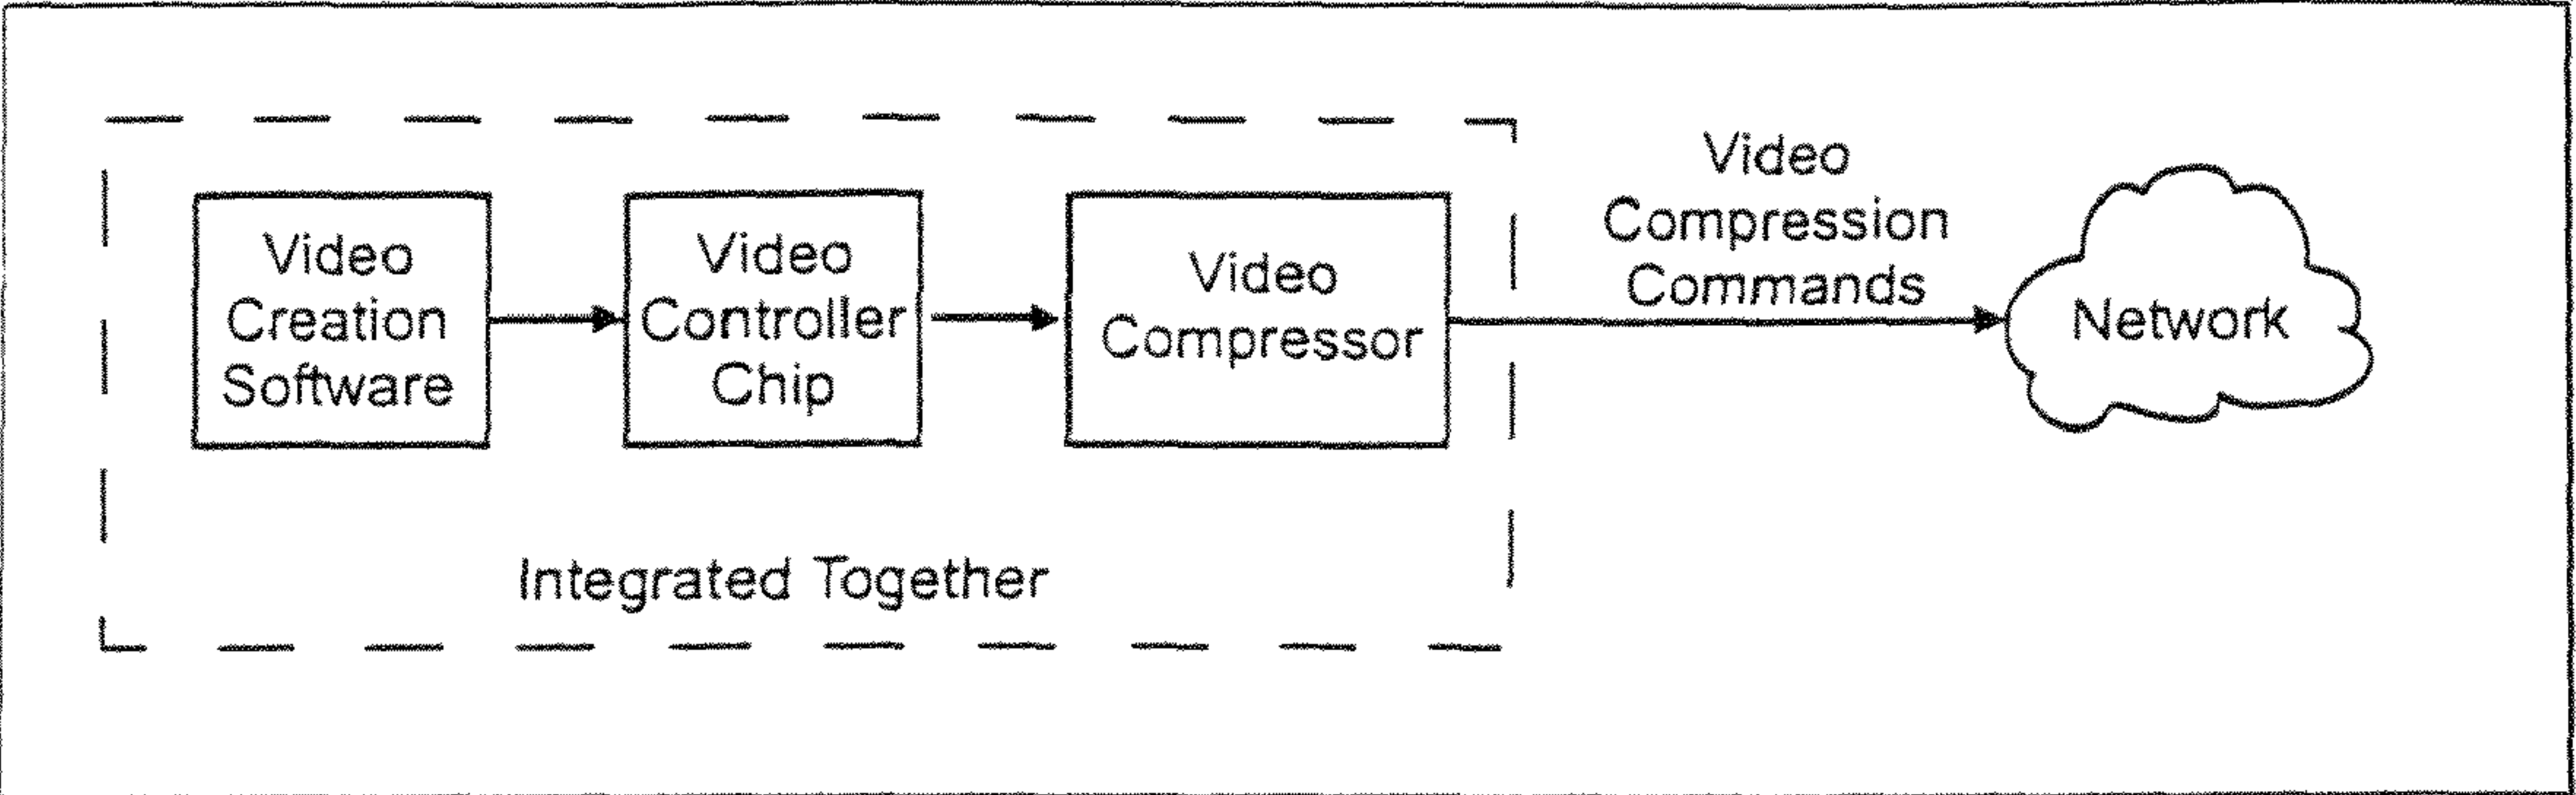 Video
Creation
Software
Video
Controller
Chip
Video
Compressor
Video
Compression
Commands
Network
Integrated Together